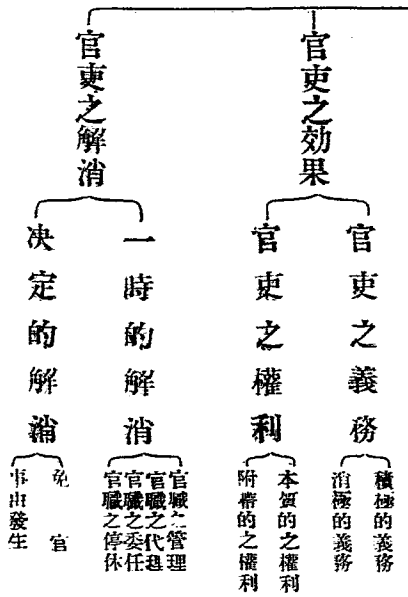 官吏之効果
官吏之義務
積極的義務
消極的義務
官吏之權利
本質的之權利
附帶的之權利
官吏之解消
一時的解消
官職之管理
官職之代理
官職之委任
官職之停休
決定的解消
免官
事由發生